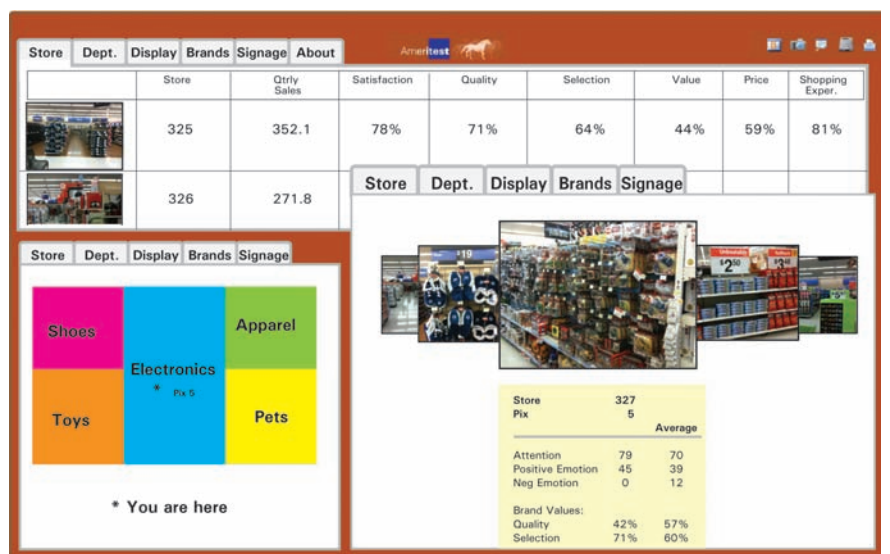 Store Dept. Display Brands Signage About
Ameritest
Store Qtrly Sales Satisfaction Quality Selection Value Price Shopping Exper.
325 352.1 78% 71% 64% 44% 59% 81%
326 271.8
Store Dept. Display Brands Signage
Shoes
Apparel
Electronics
* Pix 5
Toys
Pets
* You are here
Store Dept. Display Brands Signage
$19
$2.50
Store 327
Pix 5
Average
Attention 79 70
Positive Emotion 45 39
Neg Emotion 0 12
Brand Values:
Quality 42% 57%
Selection 71% 60%